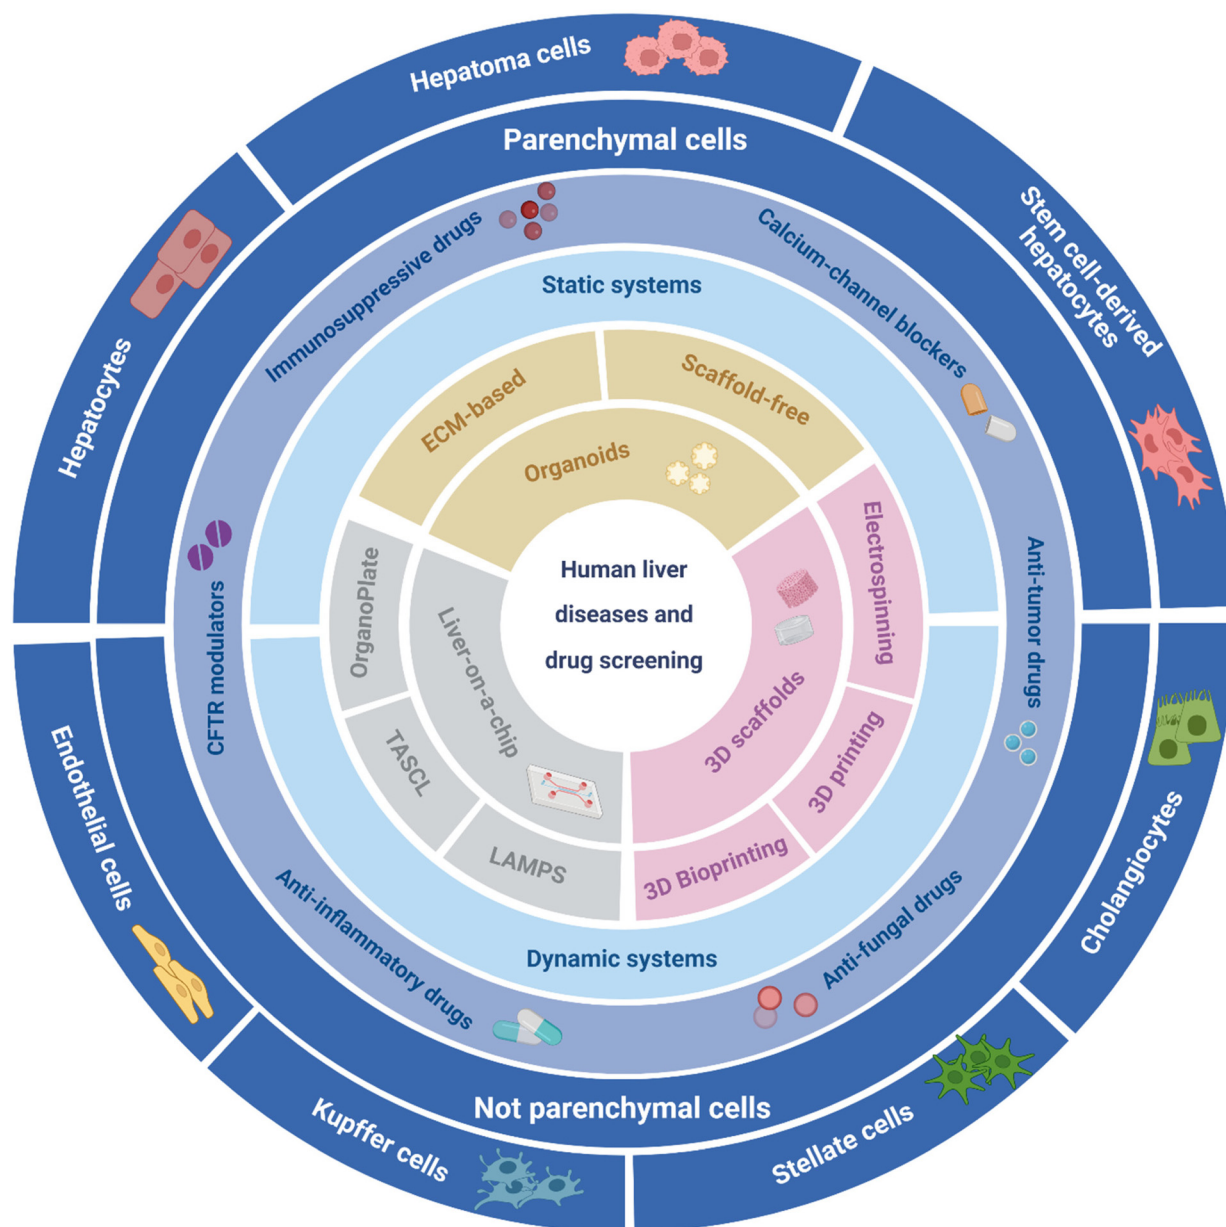 Hepatoma cells
Parenchymal cells
Stem cell-derived
hepatocytes
Hepatocytes
Immunosuppressive drugs
Calcium-channel blockers
Static systems
ECM-based
Scaffold-free
Organoids
Human liver
diseases and
drug screening
Electrospinning
3D scaffolds
3D printing
3D Bioprinting
OrganoPlate
Liver-on-a-chip
TASCL
LAMPS
CFTR modulators
Anti-tumor drugs
Dynamic systems
Anti-inflammatory drugs
Anti-fungal drugs
Endothelial cells
Cholangiocytes
Not parenchymal cells
Kupffer cells
Stellate cells